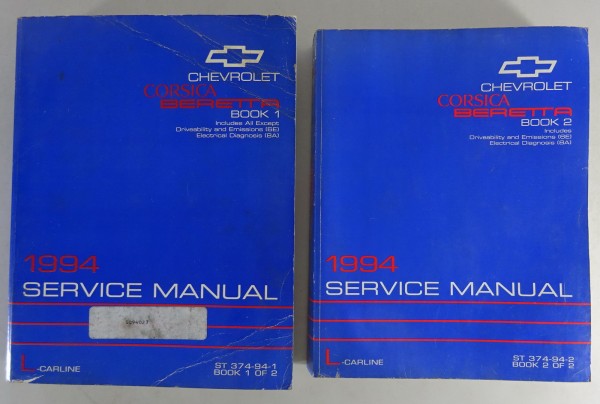 CHEVROLET
CORSICA
BERETTA
BOOK 1
Includes All Except
Driveability and Emissions (6E)
Electrical Diagnosis (8A)
1994
SERVICE MANUAL
L-CARLINE
ST 374-94-1
BOOK 1 OF 2
CHEVROLET
CORSICA
BERETTA
BOOK 2
Includes
Driveability and Emissions (6E)
Electrical Diagnosis (8A)
1994
SERVICE MANUAL
L-CARLINE
ST 374-94-2
BOOK 2 OF 2